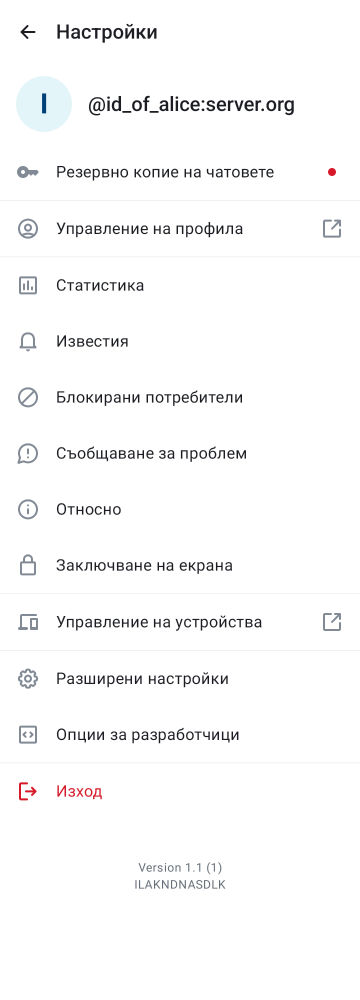 Настройки
I
@id_of_alice:server.org
Резервно копие на чатовете
Управление на профила
Статистика
Известия
Блокирани потребители
Съобщаване за проблем
Относно
Заключване на екрана
Управление на устройства
Разширени настройки
Опции за разработчици
Изход
Version 1.1 (1)
ILAKNDNASDLK